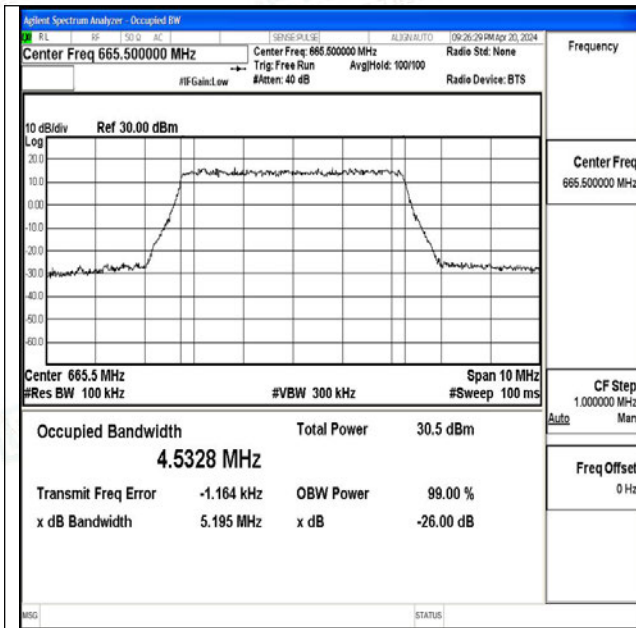 Agilent Spectrum Analyzer - Occupied BW
RL RF 50 Ω AC SENSE:PULSE ALIGN AUTO 09:26:29 PM Apr 20, 2024
Center Freq 665.500000 MHz
Center Freq: 665.500000 MHz
Radio Std: None
Trig: Free Run Avg|Hold: 100/100
#IFGain:Low #Atten: 40 dB Radio Device: BTS
Frequency
10 dB/div Ref 30.00 dBm
Log
20.0
10.0
0.00
-10.0
-20.0
-30.0
-40.0
-50.0
-60.0
Center 665.5 MHz Span 10 MHz
#Res BW 100 kHz #VBW 300 kHz #Sweep 100 ms
Center Freq
665.500000 MHz
CF Step
1.000000 MHz
Auto Man
Freq Offset
0 Hz
Occupied Bandwidth Total Power 30.5 dBm
4.5328 MHz
Transmit Freq Error -1.164 kHz OBW Power 99.00 %
x dB Bandwidth 5.195 MHz x dB -26.00 dB
MSG STATUS